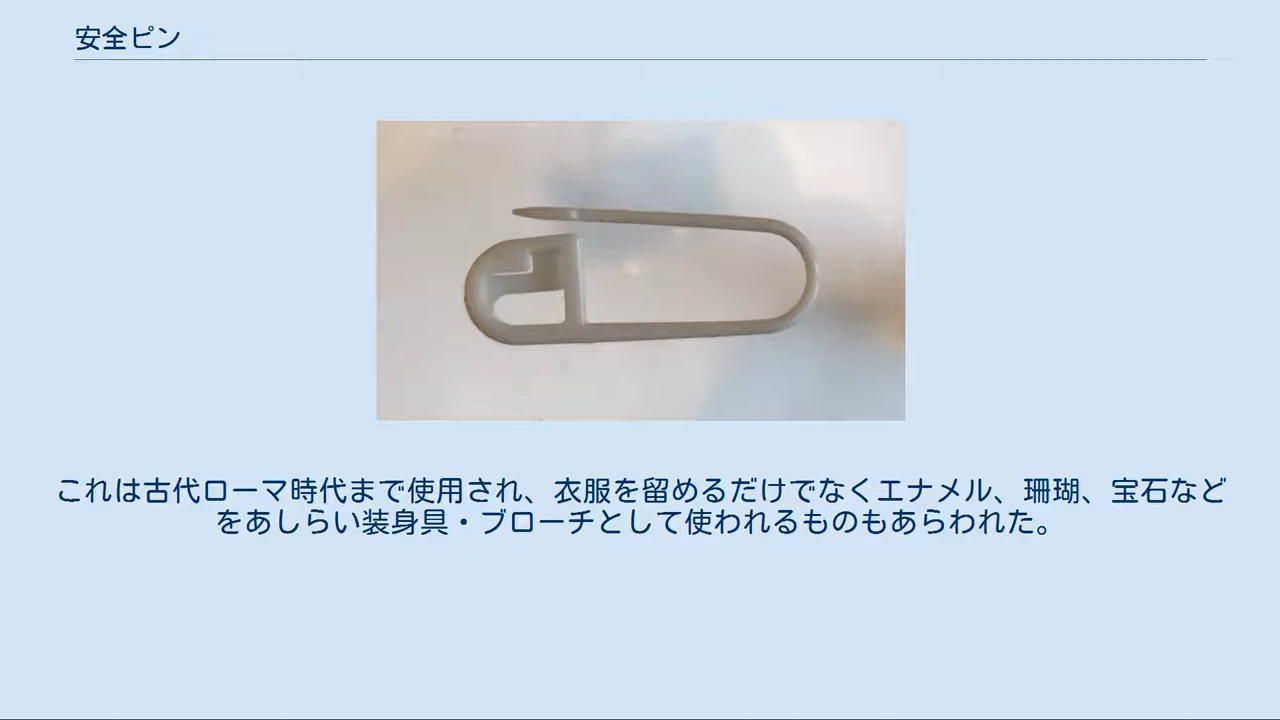 安全ピン
これは古代ローマ時代まで使用され、衣服を留めるだけでなくエナメル、珊瑚、宝石など
をあしらい装身具・ブローチとして使われるものもあらわれた。